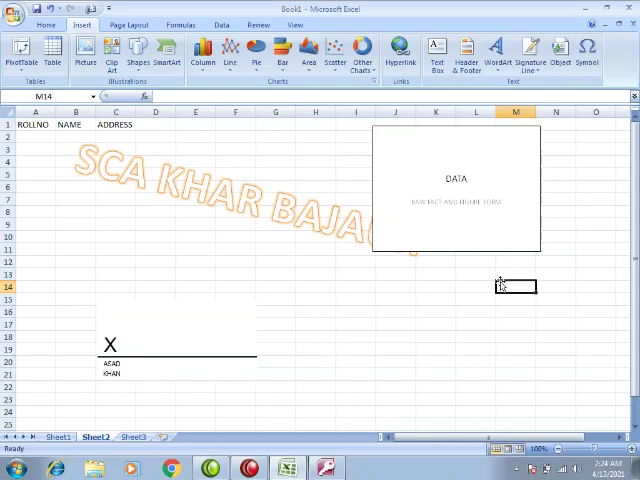 Book1 - Microsoft Excel
Home Insert Page Layout Formulas Data Review View
PivotTable Table Picture Clip Art Shapes SmartArt Column Line Pie Bar Area Scatter Other Charts Hyperlink Text Box Header & Footer WordArt Signature Line Object Symbol
Tables Illustrations Charts Links Text
M14 fx
A B C D E F G H I J K L M N O
1 ROLLNO NAME ADDRESS
2
3
4
5
6
7
8
9
10
11
12
13
14
15
16
17
18
19
20
21
22
23
24
25
SCA KHAR BAJAU
DATA
RAW FACT AND FIGURE FORM
X
ASAD
KHAN
Sheet1 Sheet2 Sheet3
Ready 100%
2:24 AM
4/13/2021